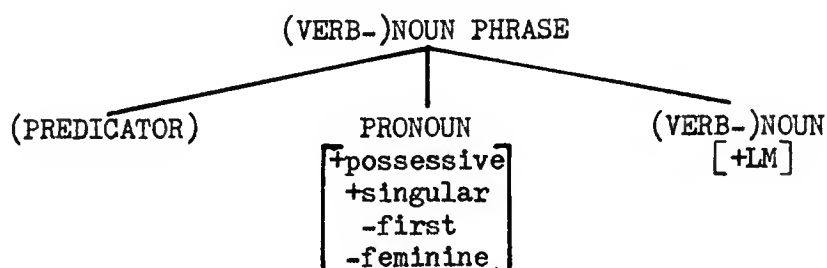 (VERB-)NOUN PHRASE
(PREDICATOR) PRONOUN (VERB-)NOUN
+possessive [+LM]
+singular
-first
-feminine